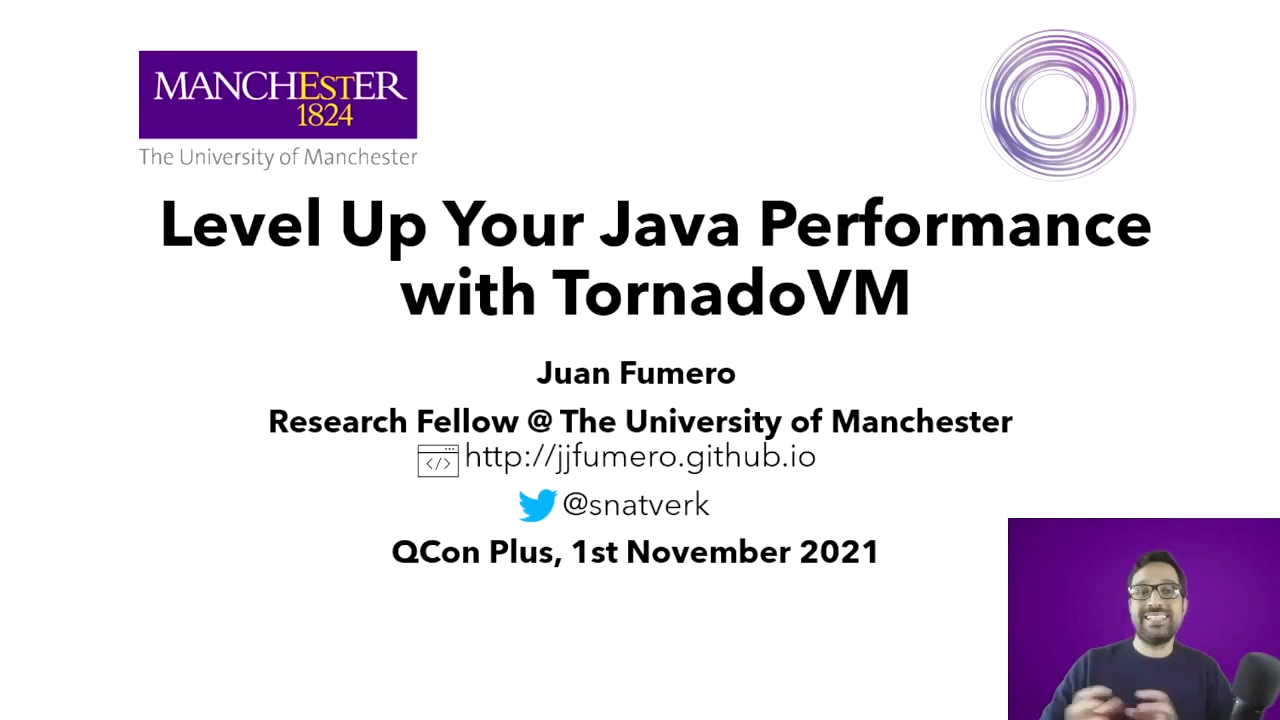 MANCHEsTER
1824
The University of Manchester
Level Up Your Java Performance
with TornadoVM
Juan Fumero
Research Fellow @ The University of Manchester
</> http://jjfumero.github.io
@snatverk
QCon Plus, 1st November 2021